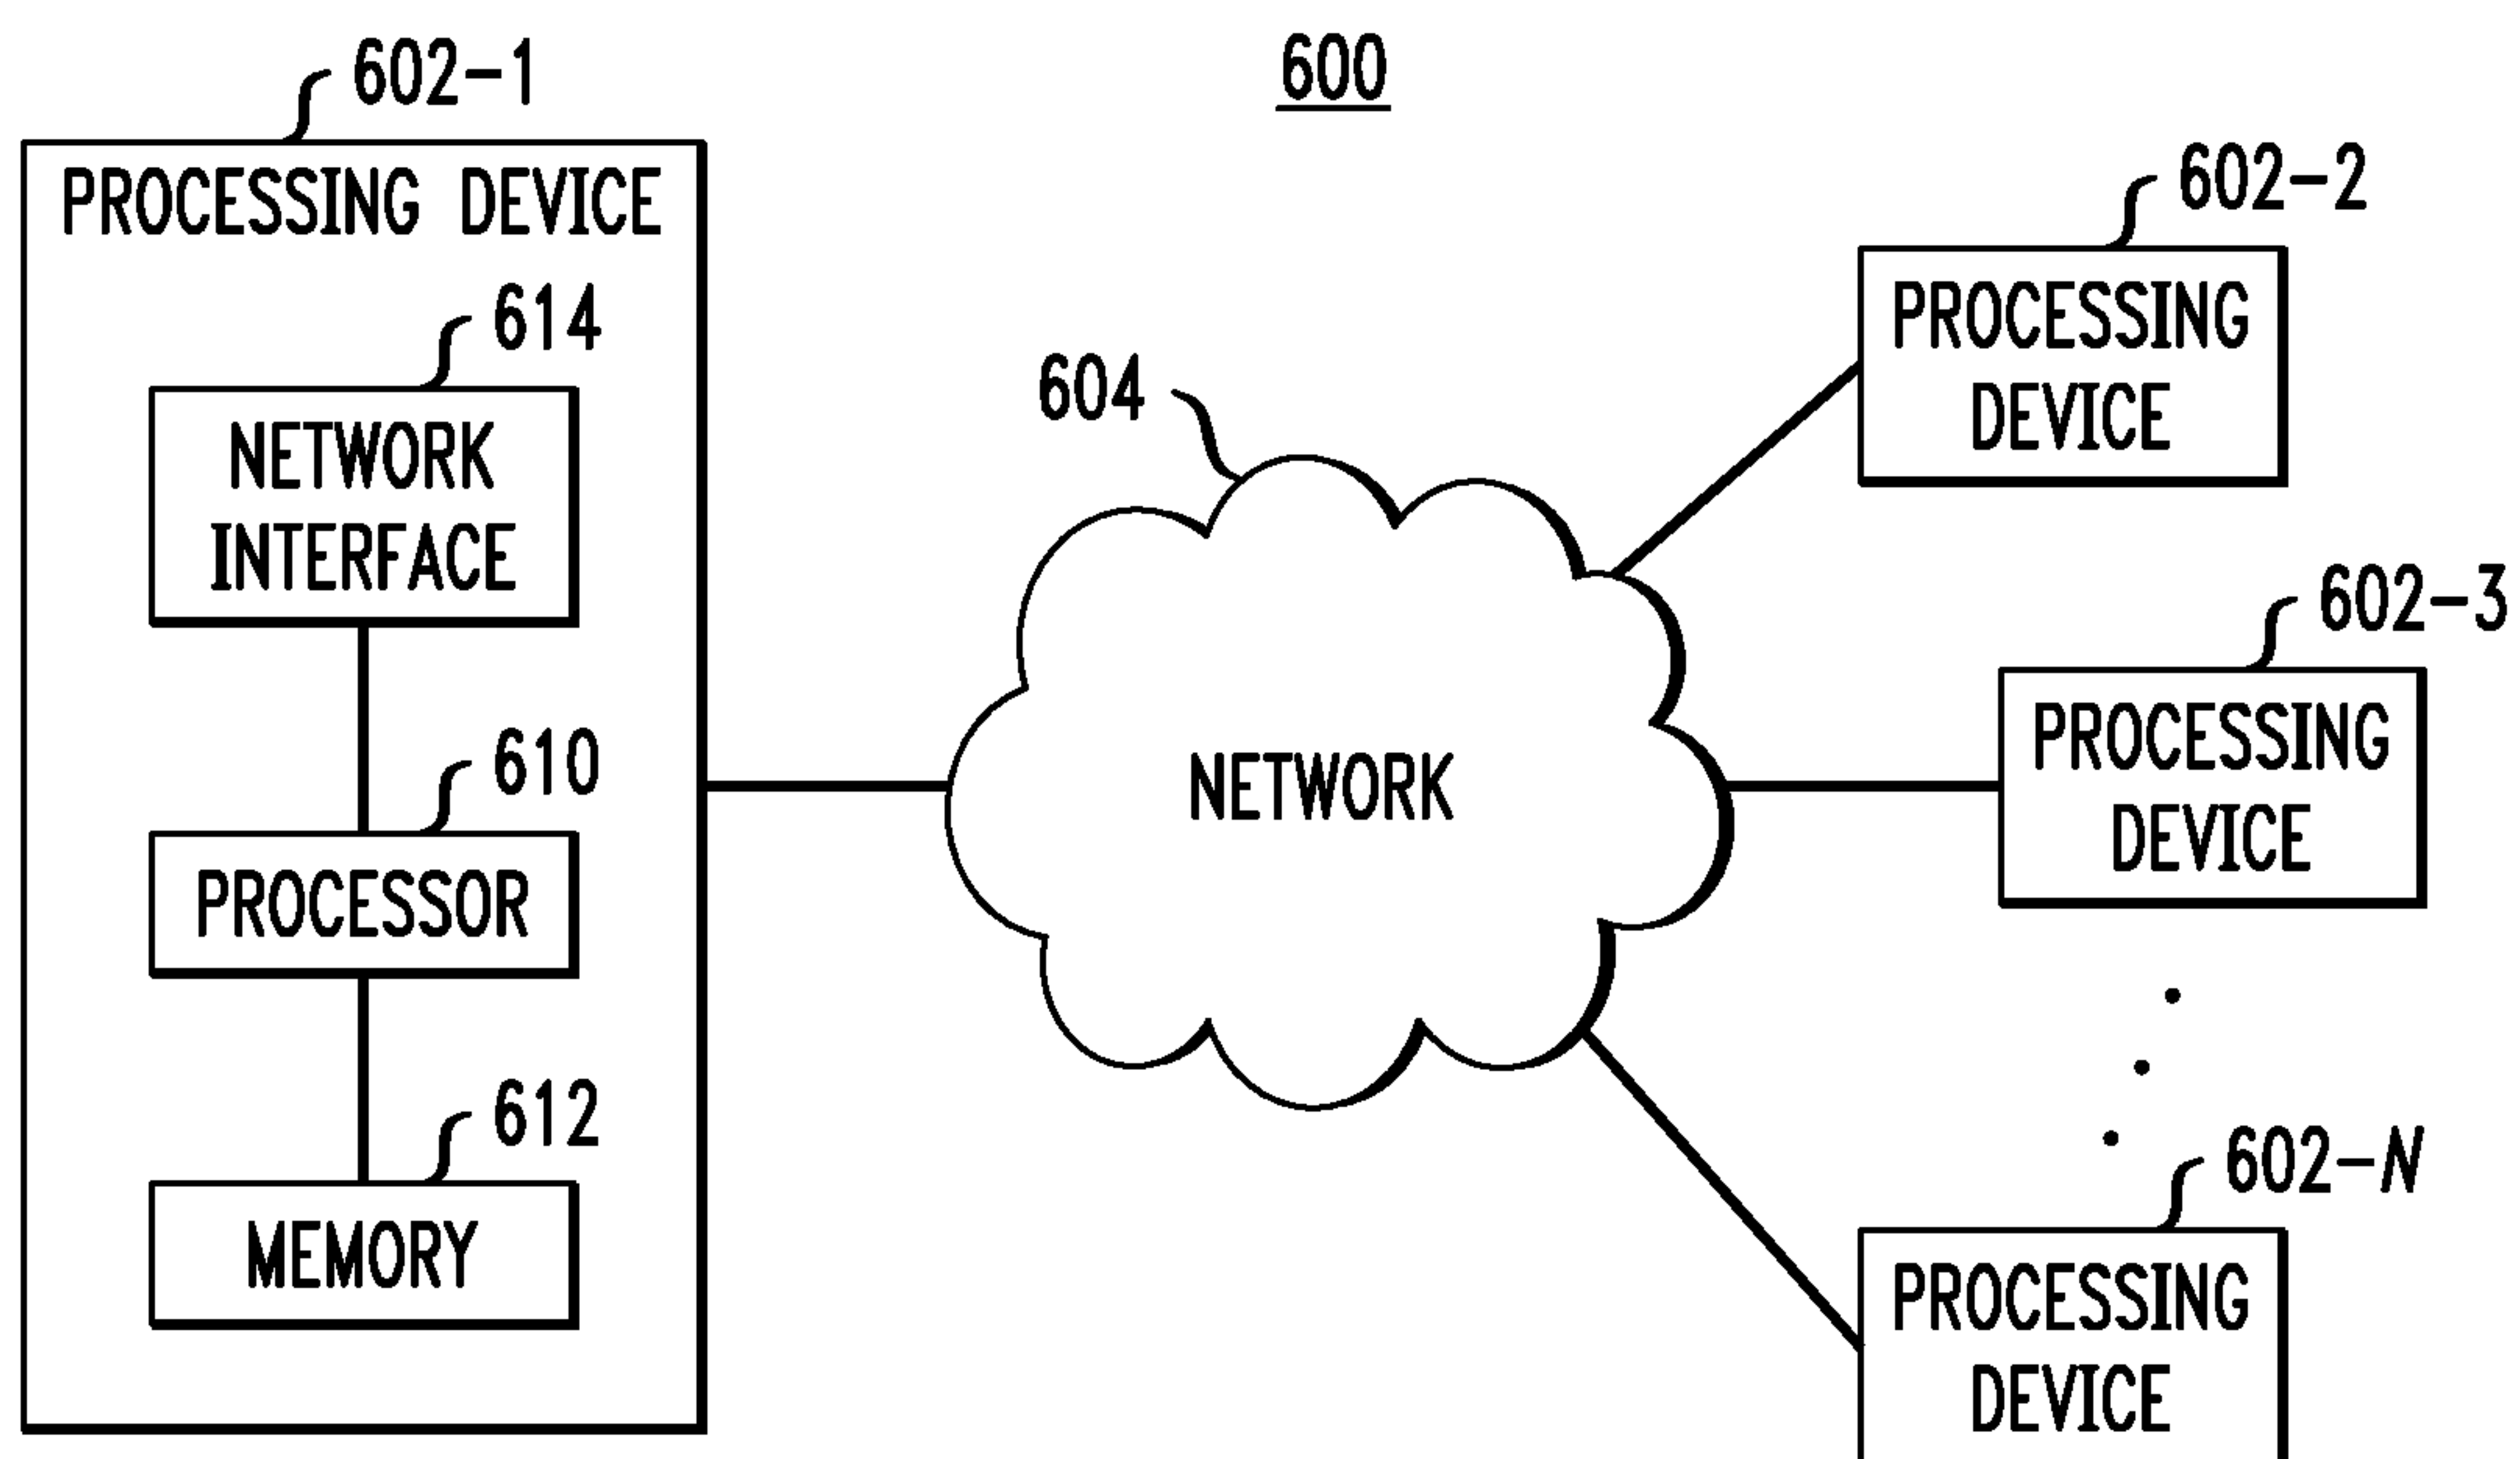 600
602-1
PROCESSING DEVICE
614
NETWORK
INTERFACE
610
PROCESSOR
612
MEMORY
604
NETWORK
602-2
PROCESSING
DEVICE
602-3
PROCESSING
DEVICE
602-N
PROCESSING
DEVICE